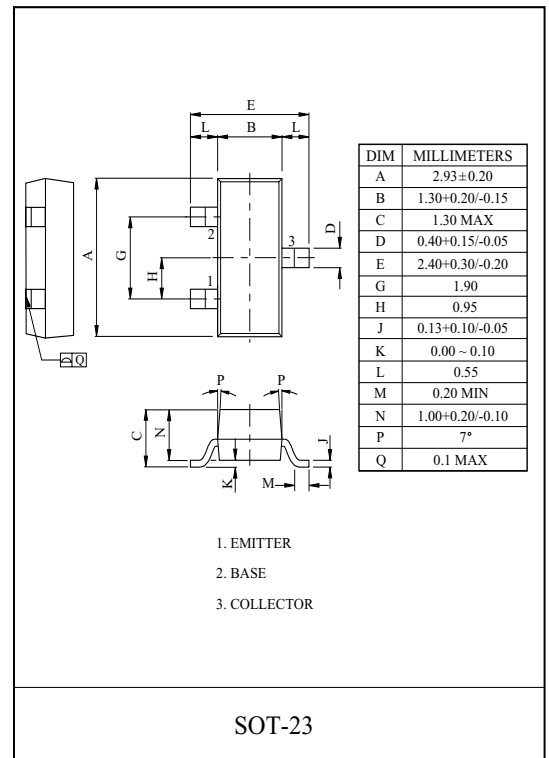 E
L B L
2
3
D
A
G
H
1
D Q
P P
C
N
K
J
M
DIM MILLIMETERS
A 2.93±0.20
B 1.30+0.20/-0.15
C 1.30 MAX
D 0.40+0.15/-0.05
E 2.40+0.30/-0.20
G 1.90
H 0.95
J 0.13+0.10/-0.05
K 0.00 ~ 0.10
L 0.55
M 0.20 MIN
N 1.00+0.20/-0.10
P 7°
Q 0.1 MAX
1. EMITTER
2. BASE
3. COLLECTOR
SOT-23